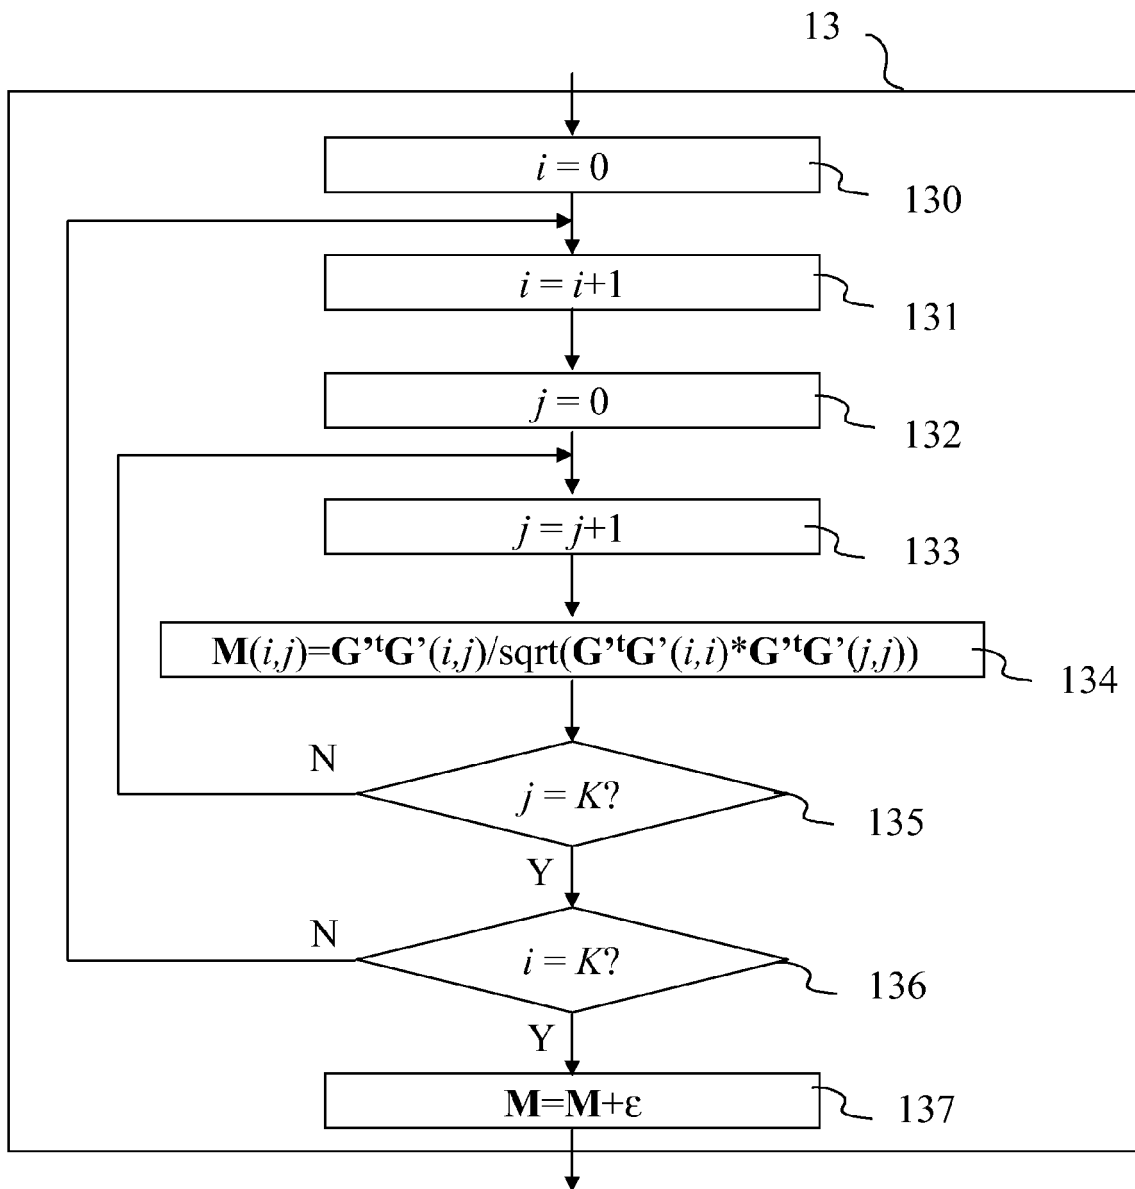 13
i = 0
130
i = i+1
131
j = 0
132
j = j+1
133
M(i,j)=G’ᵗG’(i,j)/sqrt(G’ᵗG’(i,i)*G’ᵗG’(j,j))
134
N
j = K?
135
Y
N
i = K?
136
Y
M=M+ε
137